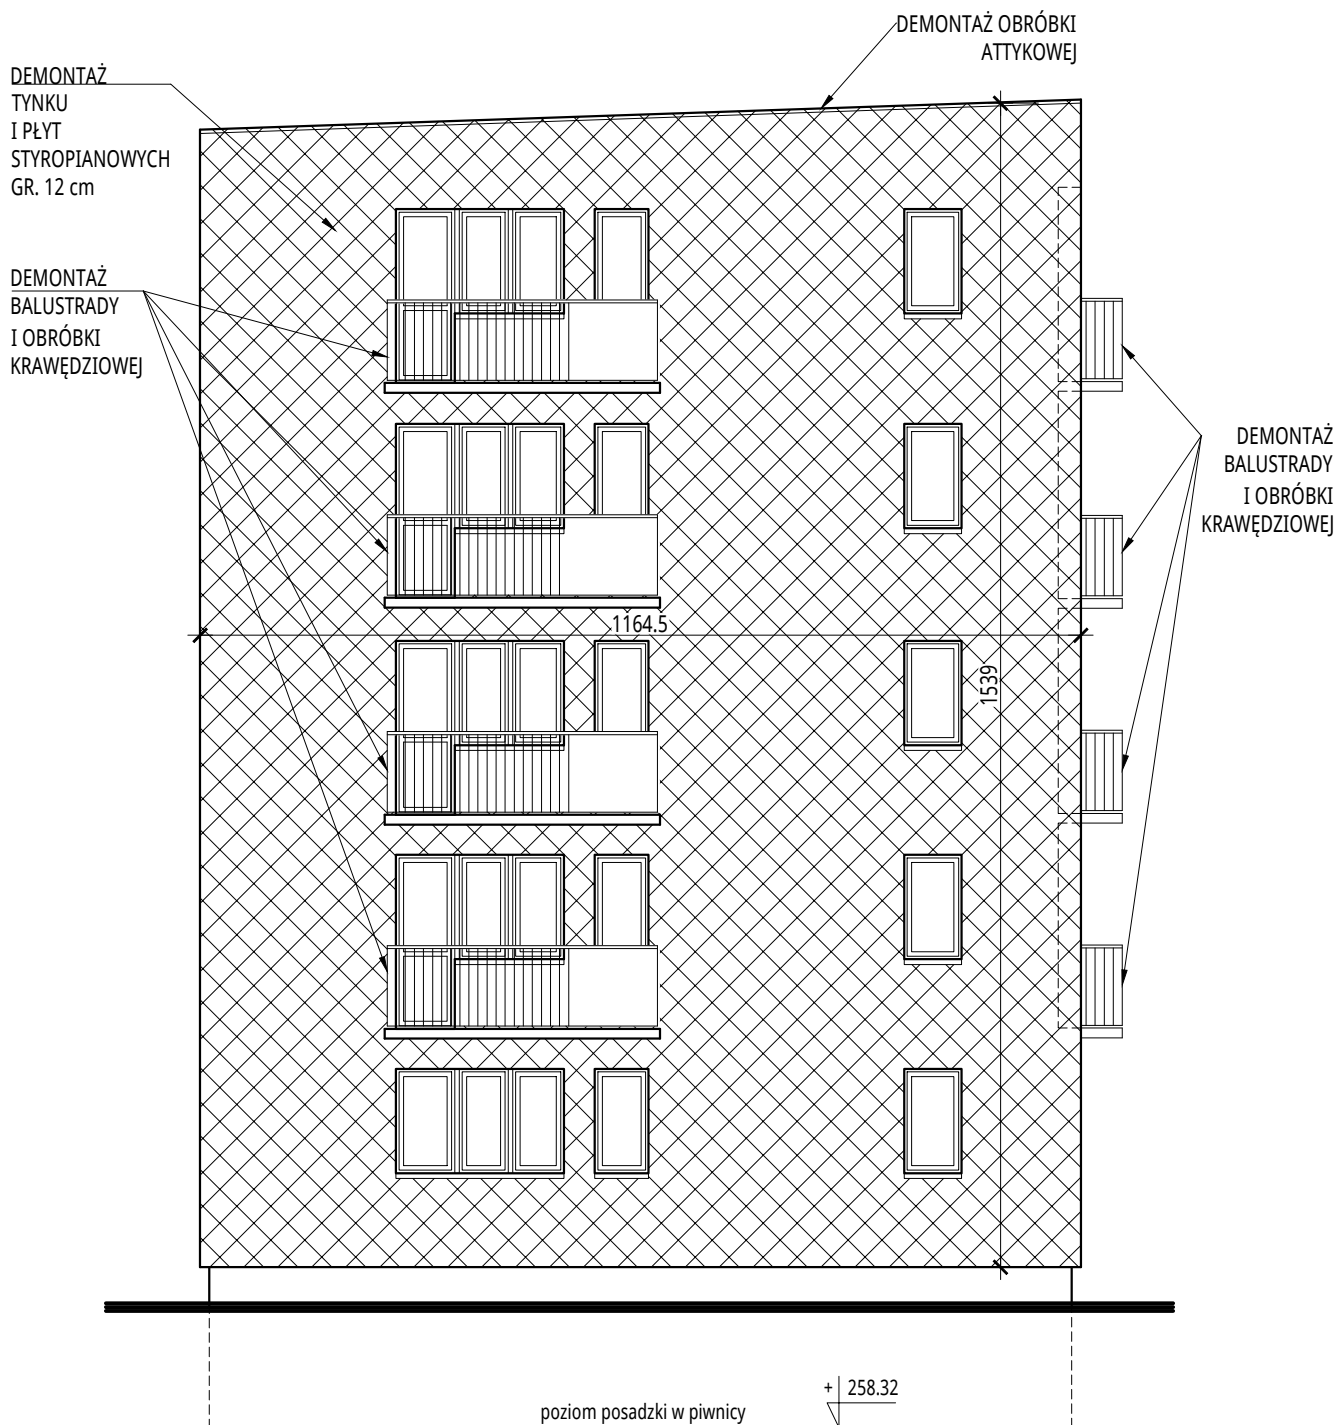 DEMONTAŻ OBRÓBKI
ATTYKOWEJ
DEMONTAŻ
TYNKU
I PŁYT
STYROPIANOWYCH
GR. 12 cm
DEMONTAŻ
BALUSTRADY
I OBRÓBKI
KRAWĘDZIOWEJ
DEMONTAŻ
BALUSTRADY
I OBRÓBKI
KRAWĘDZIOWEJ
1164.5
1539
+ 258.32
poziom posadzki w piwnicy